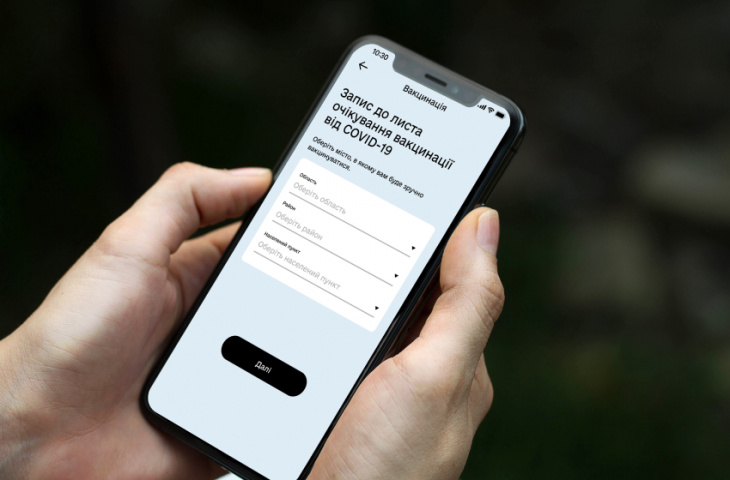 10:30
Вакцинація
Запис до листа
очікування вакцинації
від COVID-19
Оберіть місто, в якому вам буде зручно
вакцинуватися.
Область
Оберіть область
Район
Оберіть район
Населений пункт
Оберіть населений пункт
Далі